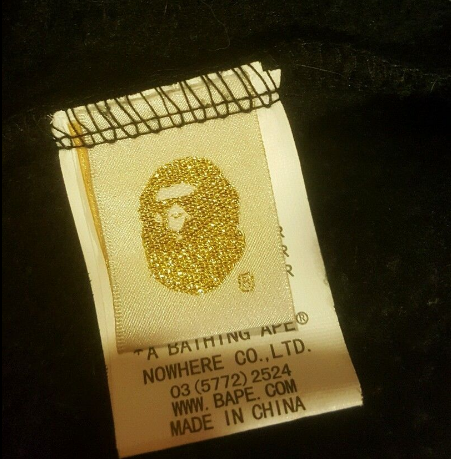 R
R
R
*A BATHING APE®
NOWHERE CO.,LTD.
03(5772)2524
WWW.BAPE.COM
MADE IN CHINA